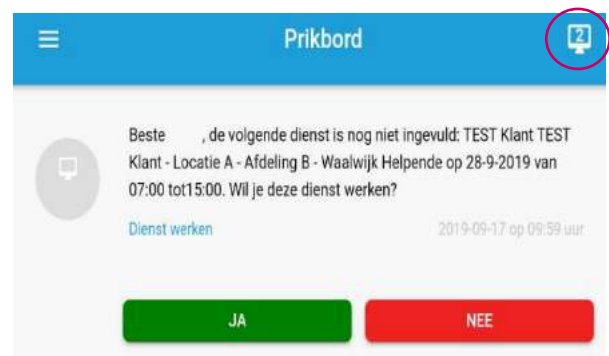 Prikbord
2
Beste , de volgende dienst is nog niet ingevuld: TEST Klant TEST
Klant - Locatie A - Afdeling B - Waalwijk Helpende op 28-9-2019 van
07:00 tot15:00. Wil je deze dienst werken?
Dienst werken 2019-09-17 op 09:59 uur
JA NEE